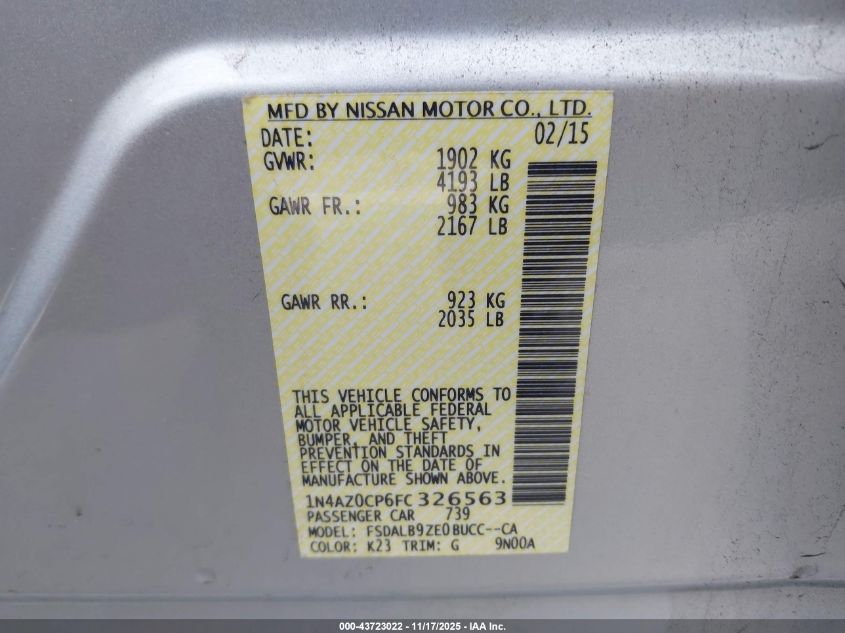 MFD BY NISSAN MOTOR CO., LTD.
DATE: 02/15
GVWR: 1902 KG
4193 LB
GAWR FR.: 983 KG
2167 LB
GAWR RR.: 923 KG
2035 LB
THIS VEHICLE CONFORMS TO
ALL APPLICABLE FEDERAL
MOTOR VEHICLE SAFETY,
BUMPER, AND THEFT
PREVENTION STANDARDS IN
EFFECT ON THE DATE OF
MANUFACTURE SHOWN ABOVE.
1N4AZ0CP6FC326563
PASSENGER CAR 739
MODEL: FSDALB9ZE0BUCC--CA
COLOR: K23 TRIM: G 9N00A
000-43723022 - 11/17/2025 - IAA Inc.